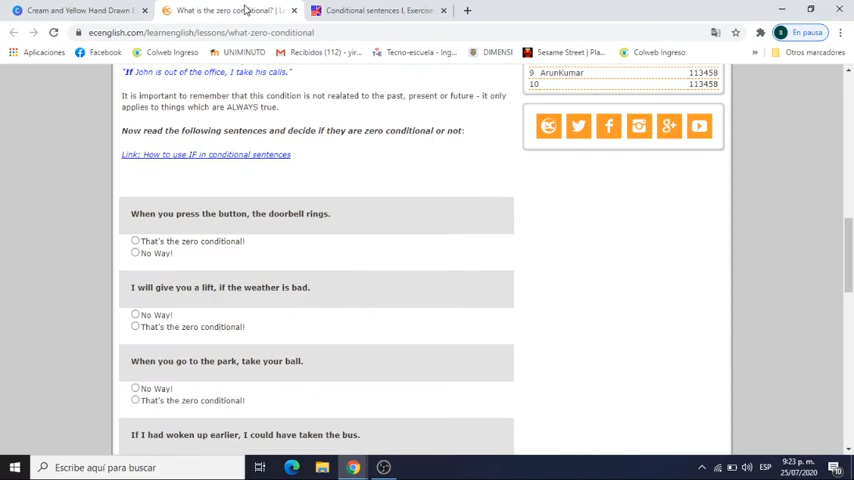 Cream and Yellow Hand Drawn E
What is the zero conditional? | Le
Conditional sentences I, Exercise
ecenglish.com/learnenglish/lessons/what-zero-conditional
En pausa
Aplicaciones
Facebook
Colweb Ingreso
UNIMINUTO
Recibidos (112) - yir...
Tecno-escuela - Ing...
DIMENSI
Sesame Street | Pla...
Colweb Ingreso
Otros marcadores
"If John is out of the office, I take his calls."
9 ArunKumar 113458
10 113458
It is important to remember that this condition is not realated to the past, present or future - it only
applies to things which are ALWAYS true.
Now read the following sentences and decide if they are zero conditional or not:
Link: How to use IF in conditional sentences
When you press the button, the doorbell rings.
That's the zero conditional!
No Way!
I will give you a lift, if the weather is bad.
No Way!
That's the zero conditional!
When you go to the park, take your ball.
No Way!
That's the zero conditional!
If I had woken up earlier, I could have taken the bus.
Escribe aquí para buscar
ESP
9:23 p. m.
25/07/2020